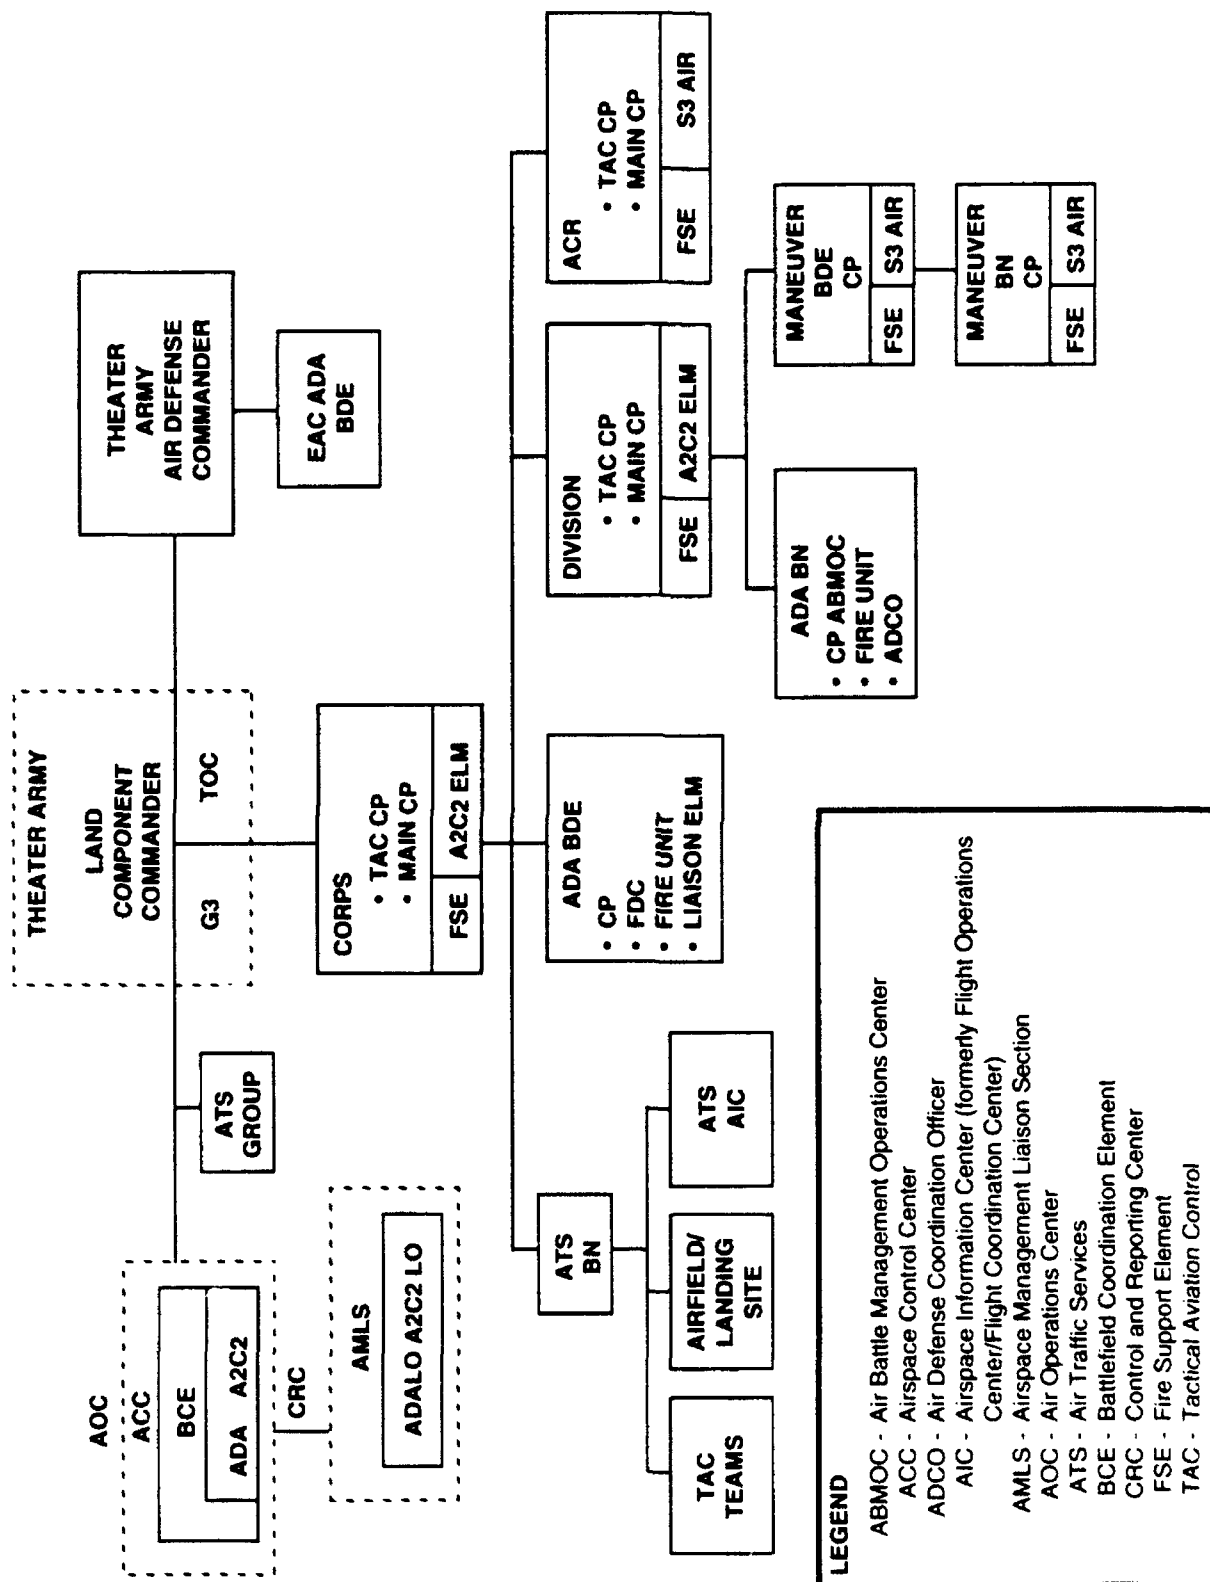 AOC
ACC
BCE
ADA A2C2
CRC
AMLS
ADALO A2C2 LO
ATS
GROUP
THEATER ARMY
LAND
COMPONENT
COMMANDER
G3 TOC
THEATER
ARMY
AIR DEFENSE
COMMANDER
EAC ADA
BDE
CORPS
• TAC CP
• MAIN CP
FSE A2C2 ELM
ATS
BN
TAC
TEAMS
AIRFIELD/
LANDING
SITE
ATS
AIC
ADA BDE
• CP
• FDC
• FIRE UNIT
• LIAISON ELM
DIVISION
• TAC CP
• MAIN CP
FSE A2C2 ELM
ACR
• TAC CP
• MAIN CP
FSE S3 AIR
ADA BN
• CP ABMOC
• FIRE UNIT
• ADCO
MANEUVER
BDE
CP
FSE S3 AIR
MANEUVER
BN
CP
FSE S3 AIR
LEGEND
ABMOC - Air Battle Management Operations Center
ACC - Airspace Control Center
ADCO - Air Defense Coordination Officer
AIC - Airspace Information Center (formerly Flight Operations
Center/Flight Coordination Center)
AMLS - Airspace Management Liaison Section
AOC - Air Operations Center
ATS - Air Traffic Services
BCE - Battlefield Coordination Element
CRC - Control and Reporting Center
FSE - Fire Support Element
TAC - Tactical Aviation Control